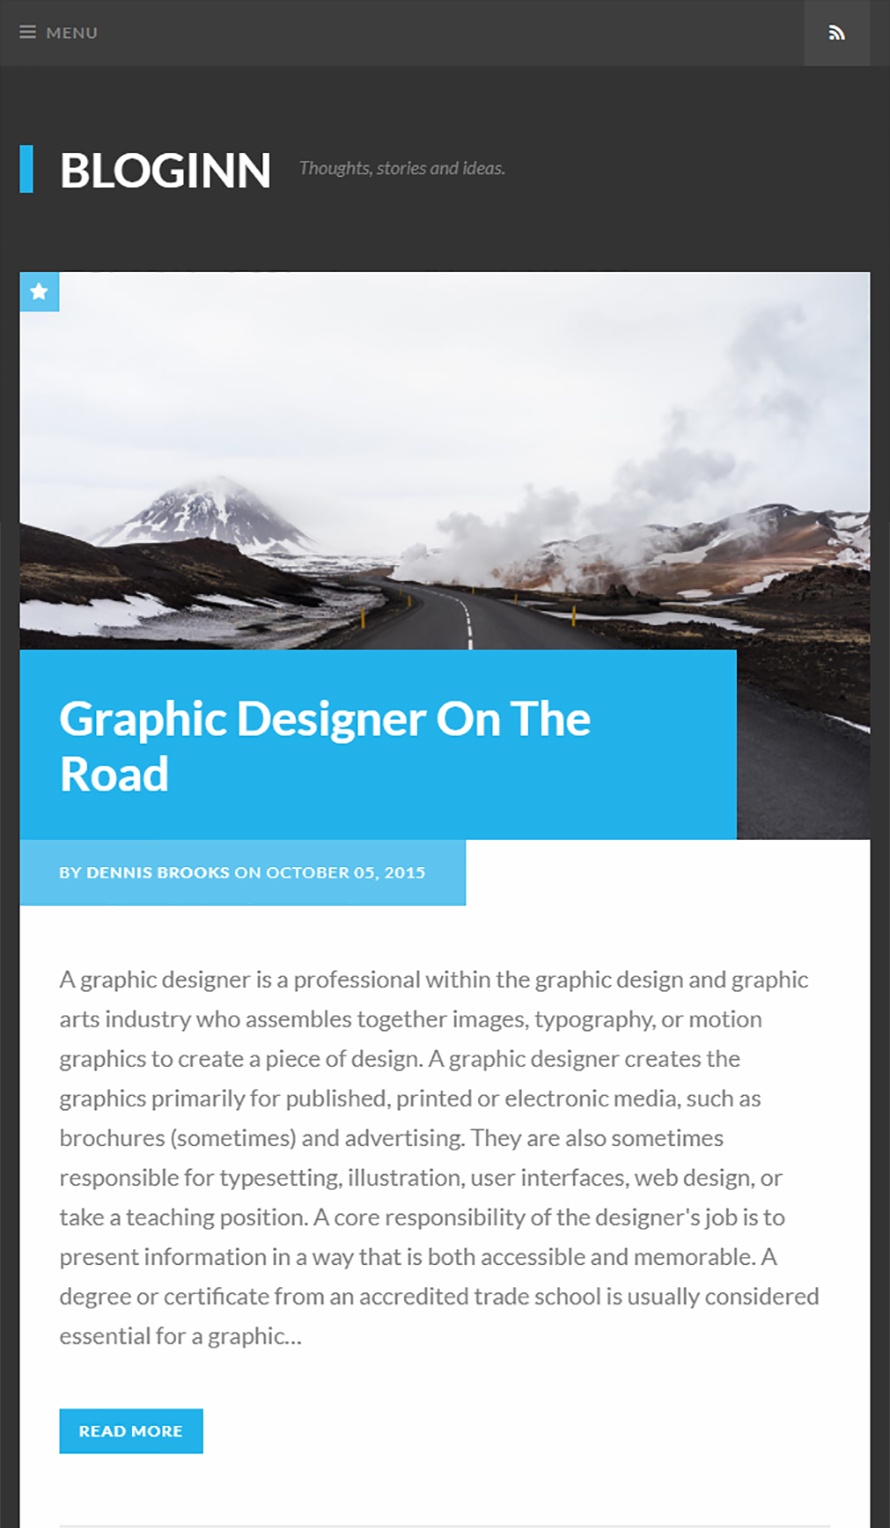 MENU
BLOGINN
Thoughts, stories and ideas.
Graphic Designer On The
Road
BY DENNIS BROOKS ON OCTOBER 05, 2015
A graphic designer is a professional within the graphic design and graphic
arts industry who assembles together images, typography, or motion
graphics to create a piece of design. A graphic designer creates the
graphics primarily for published, printed or electronic media, such as
brochures (sometimes) and advertising. They are also sometimes
responsible for typesetting, illustration, user interfaces, web design, or
take a teaching position. A core responsibility of the designer's job is to
present information in a way that is both accessible and memorable. A
degree or certificate from an accredited trade school is usually considered
essential for a graphic...
READ MORE